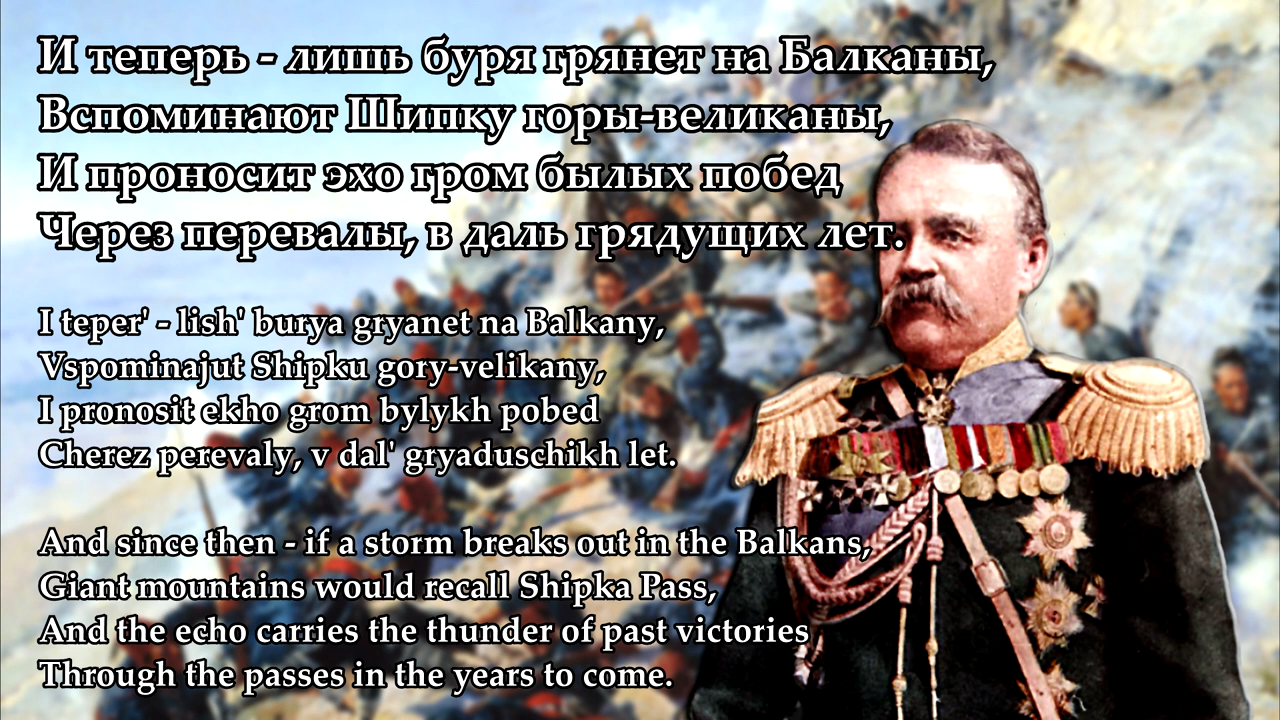 И теперь - лишь буря грянет на Балканы,
Вспоминают Шипку горы-великаны,
И проносит эхо гром былых побед
Через перевалы, в даль грядущих лет.
I teper' - lish' burya gryanet na Balkany,
Vspominajut Shipku gory-velikany,
I pronosit ekho grom bylykh pobed
Cherez perevaly, v dal' gryaduschikh let.
And since then - if a storm breaks out in the Balkans,
Giant mountains would recall Shipka Pass,
And the echo carries the thunder of past victories
Through the passes in the years to come.